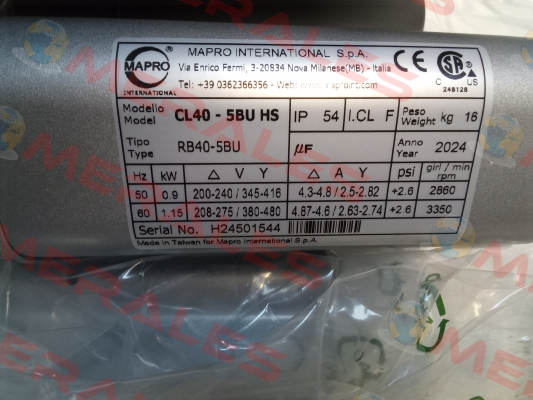 MAPRO INTERNATIONAL S.p.A.
Via Enrico Fermi, 3-20834 Nova Milanese(MB) - Italia
Tel: +39 0362366356 - Web: www.maproint.com
MAPRO
®
INTERNATIONAL
CE
C US
248128
Modello
Model
CL40 - 5BU HS
IP 54
I.CL F
Peso
Weight
kg 16
Tipo
Type
RB40-5BU
µF
Anno
Year
2024
Hz kW △ V Y △ A Y psi giri / min
rpm
50 0.9 200-240 / 345-416 4.3-4.8 / 2.5-2.82 +2.6 2860
60 1.15 208-275 / 380-480 4.87-4.6 / 2.63-2.74 +2.6 3350
Serial No. H24501544
Made in Taiwan for Mapro International S.p.A
MERALES